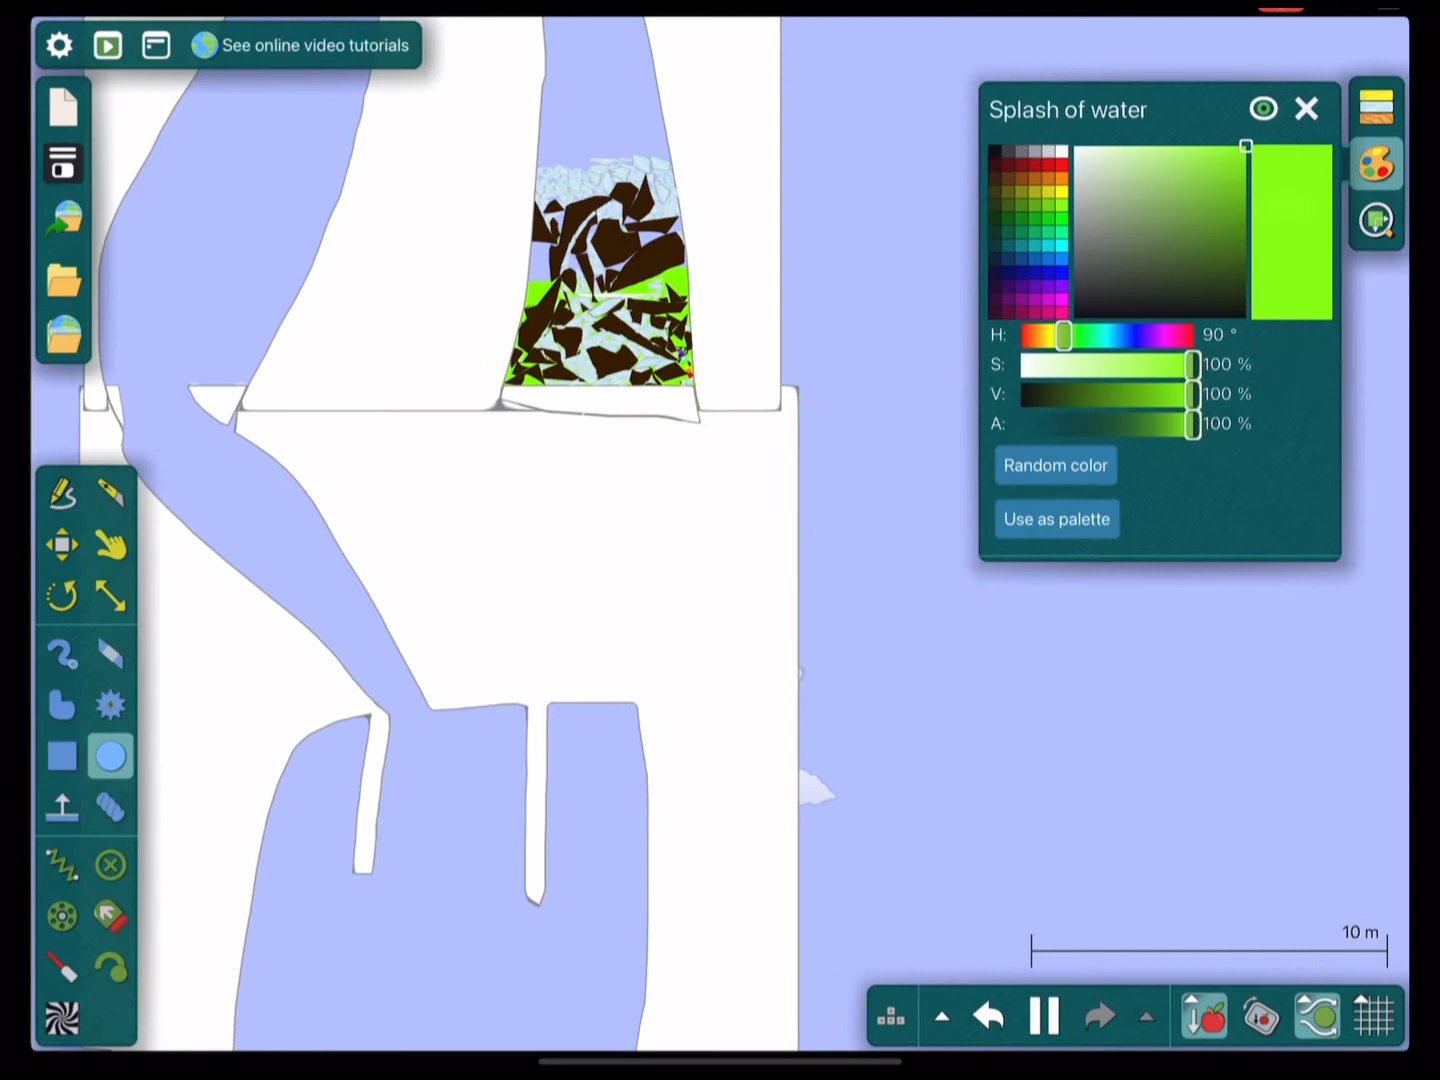 See online video tutorials
Splash of water
H: 90 °
S: 100 %
V: 100 %
A: 100 %
Random color
Use as palette
10 m